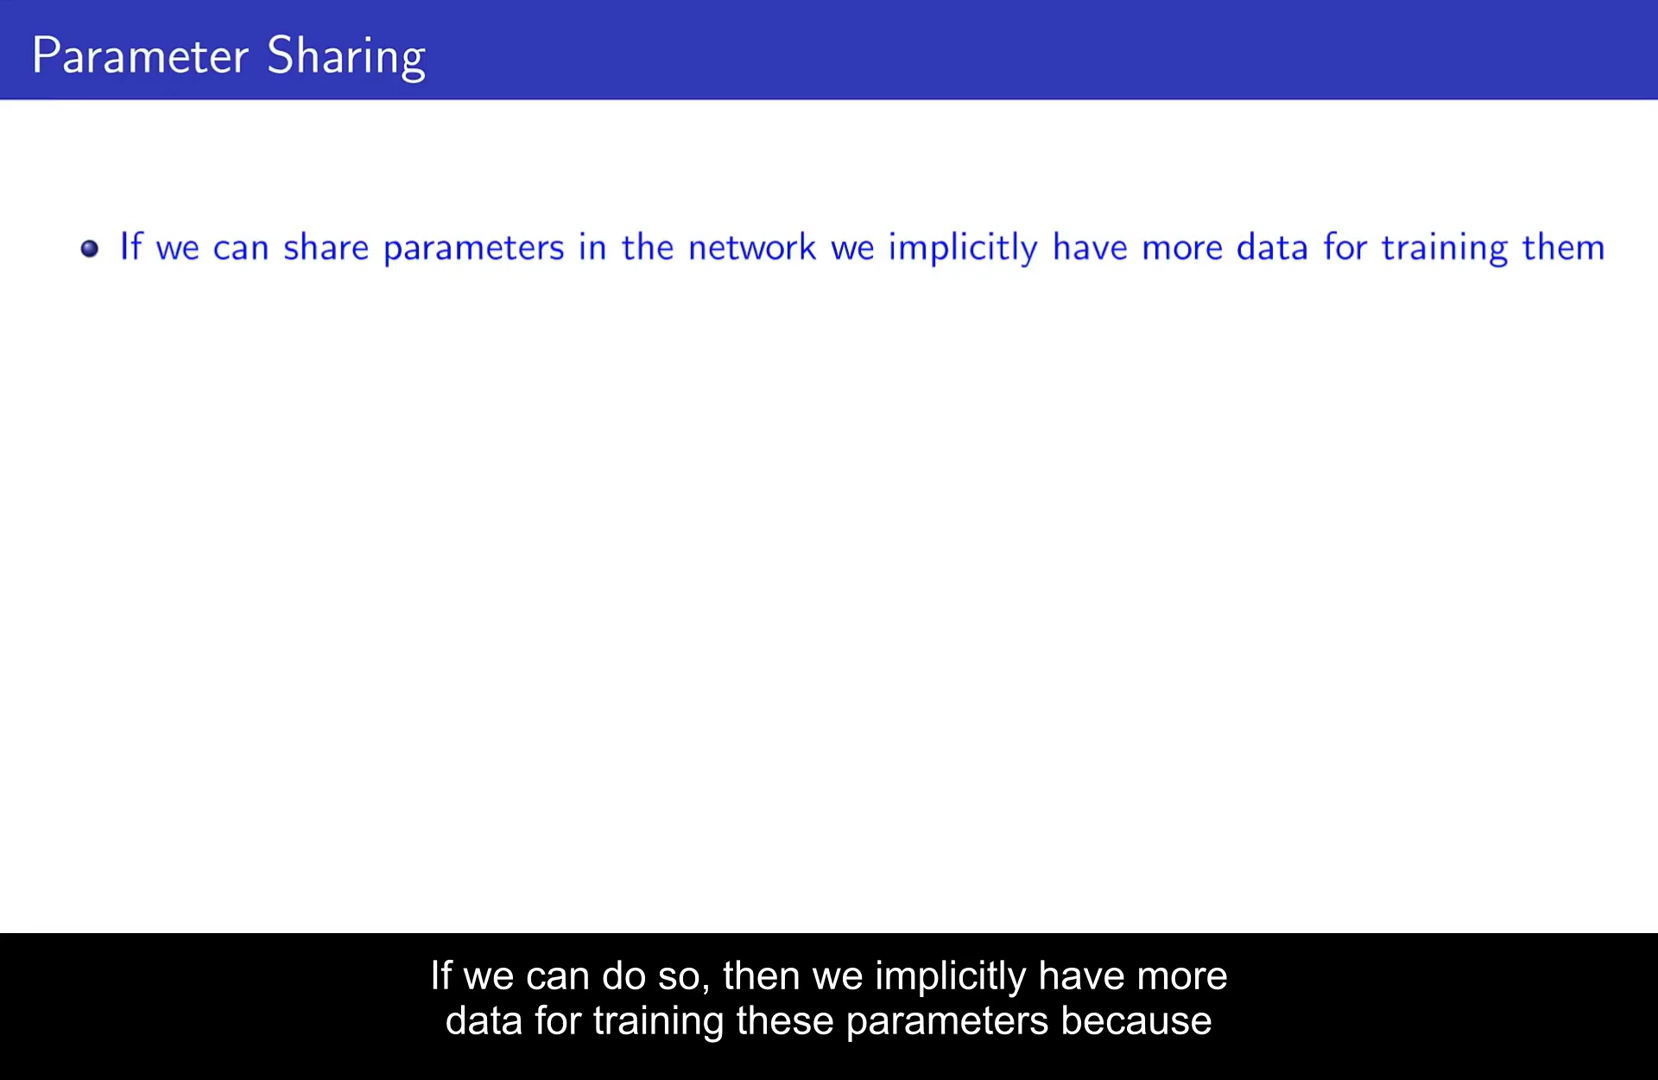 Parameter Sharing
If we can share parameters in the network we implicitly have more data for training them
If we can do so, then we implicitly have more
data for training these parameters because